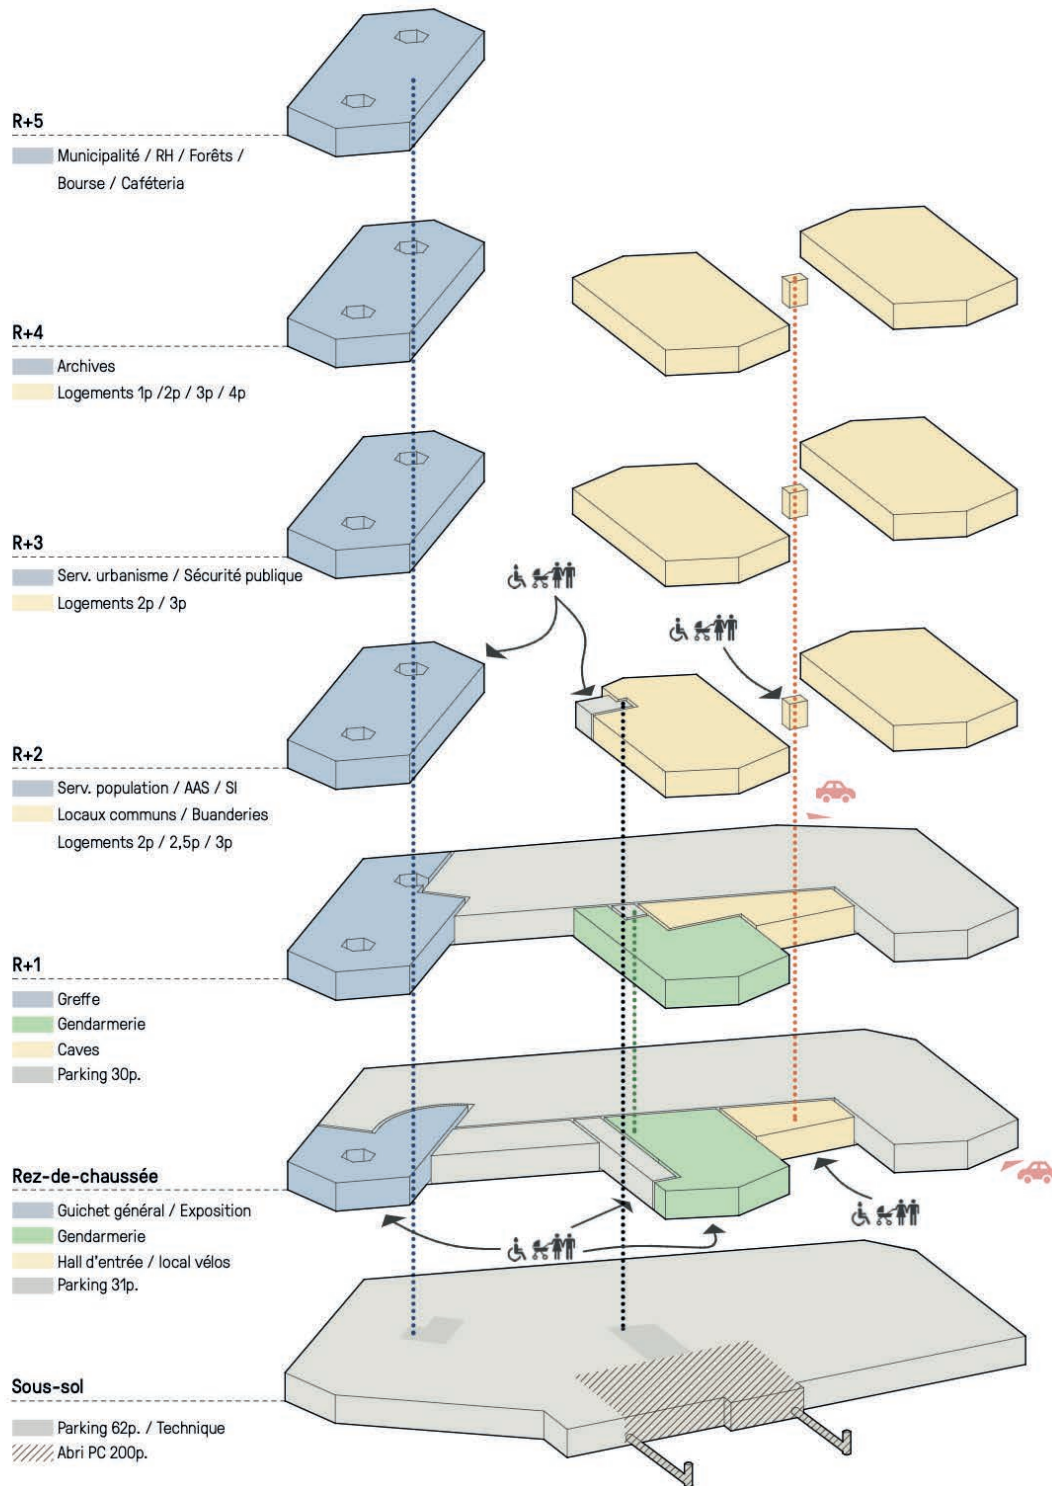 R+5
Municipalité / RH / Forêts /
Bourse / Caféteria
R+4
Archives
Logements 1p /2p / 3p / 4p
R+3
Serv. urbanisme / Sécurité publique
Logements 2p / 3p
R+2
Serv. population / AAS / SI
Locaux communs / Buanderies
Logements 2p / 2,5p / 3p
R+1
Greffe
Gendarmerie
Caves
Parking 30p.
Rez-de-chaussée
Guichet général / Exposition
Gendarmerie
Hall d'entrée / local vélos
Parking 31p.
Sous-sol
Parking 62p. / Technique
Abri PC 200p.